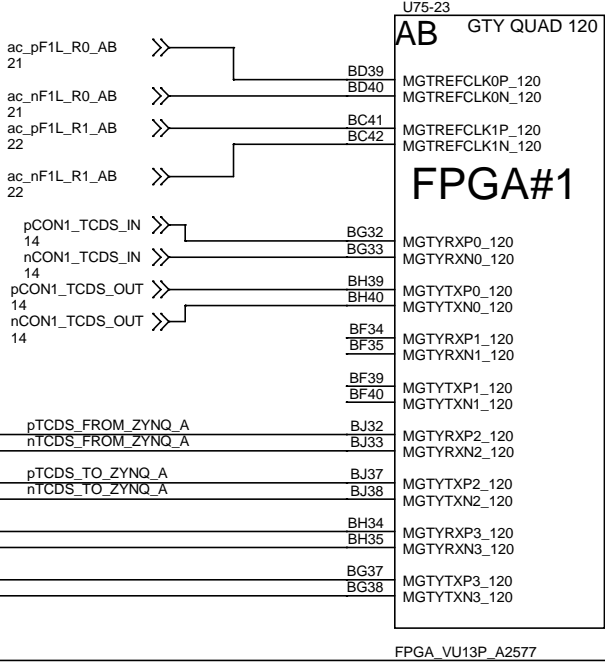 U75-23
AB GTY QUAD 120
ac_pF1L_R0_AB
21
BD39 MGTREFCLK0P_120
ac_nF1L_R0_AB
21
BD40 MGTREFCLK0N_120
ac_pF1L_R1_AB
22
BC41 MGTREFCLK1P_120
ac_nF1L_R1_AB
22
BC42 MGTREFCLK1N_120
FPGA#1
pCON1_TCDS_IN
14
BG32 MGTYRXP0_120
nCON1_TCDS_IN
14
BG33 MGTYRXN0_120
pCON1_TCDS_OUT
14
BH39 MGTYTXP0_120
nCON1_TCDS_OUT
14
BH40 MGTYTXN0_120
BF34 MGTYRXP1_120
BF35 MGTYRXN1_120
BF39 MGTYTXP1_120
BF40 MGTYTXN1_120
pTCDS_FROM_ZYNQ_A BJ32 MGTYRXP2_120
nTCDS_FROM_ZYNQ_A BJ33 MGTYRXN2_120
pTCDS_TO_ZYNQ_A BJ37 MGTYTXP2_120
nTCDS_TO_ZYNQ_A BJ38 MGTYTXN2_120
BH34 MGTYRXP3_120
BH35 MGTYRXN3_120
BG37 MGTYTXP3_120
BG38 MGTYTXN3_120
FPGA_VU13P_A2577